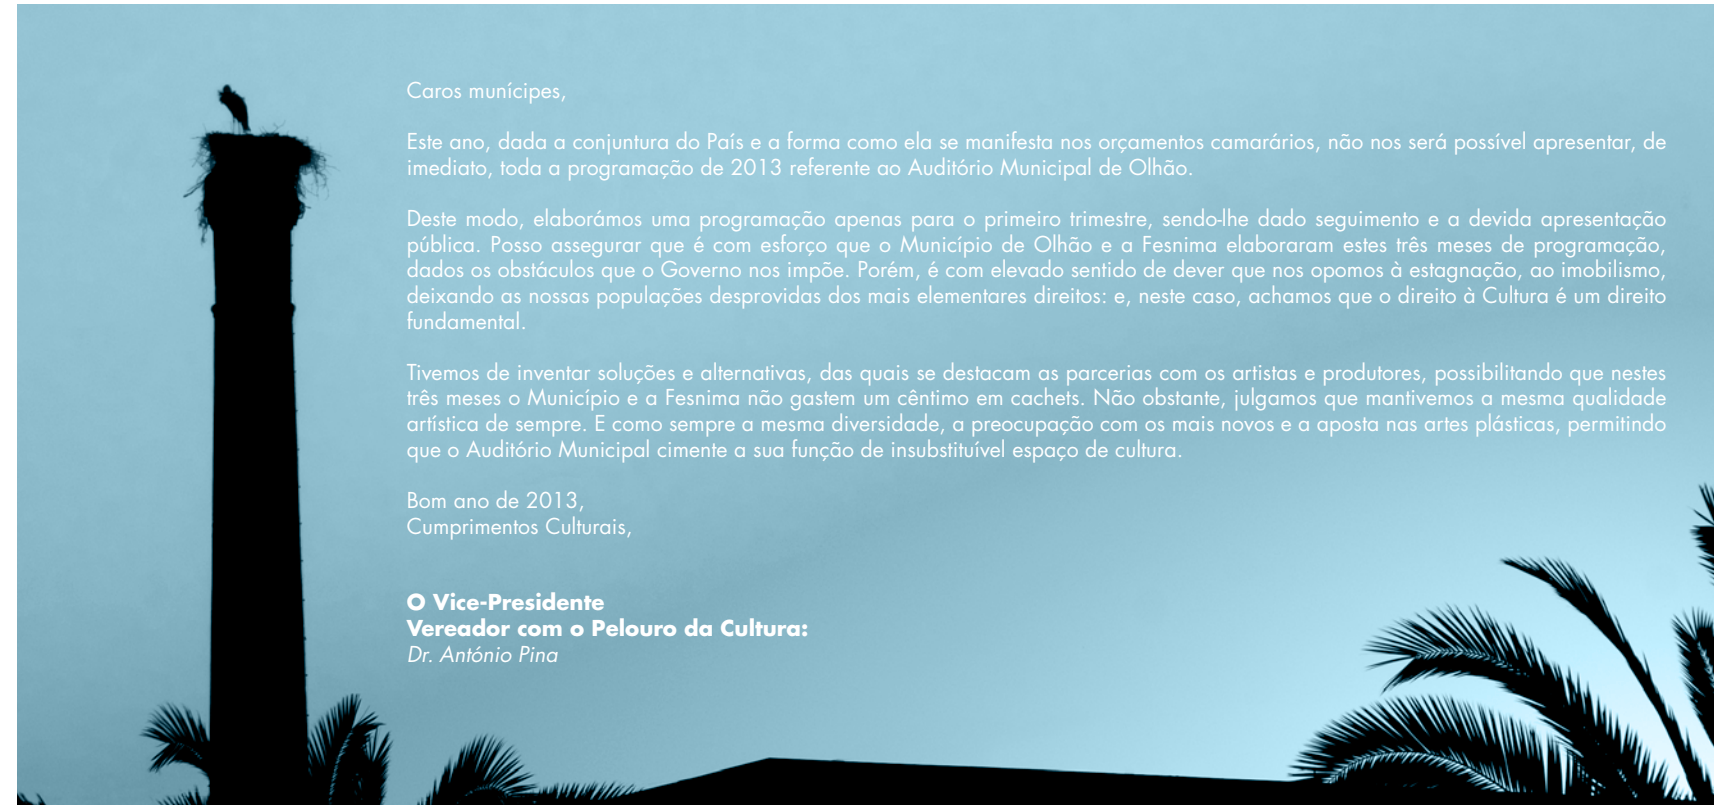 Caros munícipes,
Este ano, dada a conjuntura do País e a forma como ela se manifesta nos orçamentos camarários, não nos será possível apresentar, de
imediato, toda a programação de 2013 referente ao Auditório Municipal de Olhão.
Deste modo, elaborámos uma programação apenas para o primeiro trimestre, sendo-lhe dado seguimento e a devida apresentação
pública. Posso assegurar que é com esforço que o Município de Olhão e a Fesnima elaboraram estes três meses de programação,
dados os obstáculos que o Governo nos impõe. Porém, é com elevado sentido de dever que nos opomos à estagnação, ao imobilismo,
deixando as nossas populações desprovidas dos mais elementares direitos: e, neste caso, achamos que o direito à Cultura é um direito
fundamental.
Tivemos de inventar soluções e alternativas, das quais se destacam as parcerias com os artistas e produtores, possibilitando que nestes
três meses o Município e a Fesnima não gastem um cêntimo em cachets. Não obstante, julgamos que mantivemos a mesma qualidade
artística de sempre. E como sempre a mesma diversidade, a preocupação com os mais novos e a aposta nas artes plásticas, permitindo
que o Auditório Municipal cimente a sua função de insubstituível espaço de cultura.
Bom ano de 2013,
Cumprimentos Culturais,
O Vice-Presidente
Vereador com o Pelouro da Cultura:
Dr. António Pina